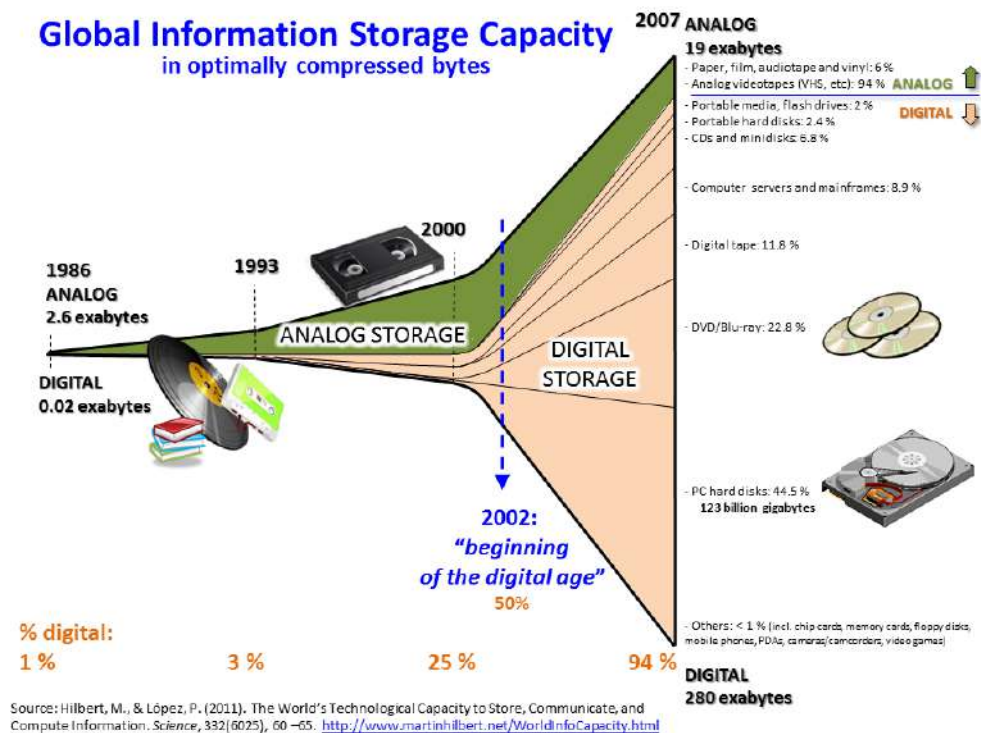 Global Information Storage Capacity
in optimally compressed bytes
2007 ANALOG
19 exabytes
- Paper, film, audiotape and vinyl: 6 %
- Analog videotapes (VHS, etc): 94 %
ANALOG
- Portable media, flash drives: 2 %
DIGITAL
- Portable hard disks: 2.4 %
- CDs and minidisks: 6.8 %
- Computer servers and mainframes: 8.9 %
- Digital tape: 11.8 %
- DVD/Blu-ray: 22.8 %
- PC hard disks: 44.5 %
123 billion gigabytes
- Others: < 1 % (incl. chip cards, memory cards, floppy disks,
mobile phones, PDAs, cameras/camcorders, video games)
DIGITAL
280 exabytes
1986
ANALOG
2.6 exabytes
DIGITAL
0.02 exabytes
1993
2000
ANALOG STORAGE
DIGITAL
STORAGE
2002:
"beginning
of the digital age"
50%
% digital:
1 %
3 %
25 %
94 %
Source: Hilbert, M., & López, P. (2011). The World's Technological Capacity to Store, Communicate, and
Compute Information. Science, 332(6025), 60 –65. http://www.martinhilbert.net/WorldInfoCapacity.html